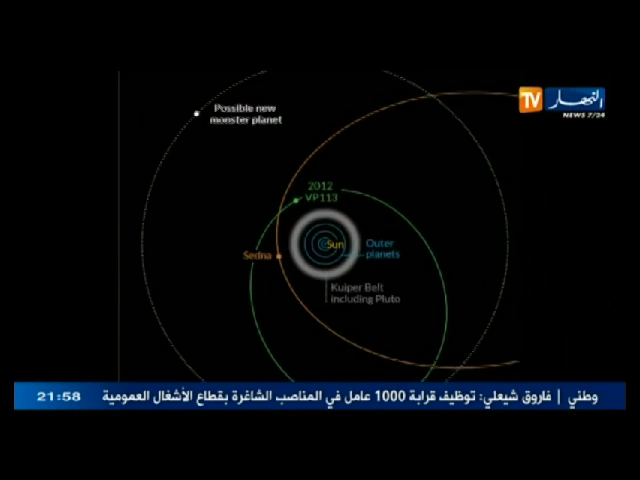 Possible new
monster planet
TV النهار
NEWS 7/24
2012
VP113
Sun
Outer
planets
Sedna
Kuiper Belt
including Pluto
21:58
وطني | فاروق شيعلي: توظيف قرابة 1000 عامل في المناصب الشاغرة بقطاع الأشغال العمومية